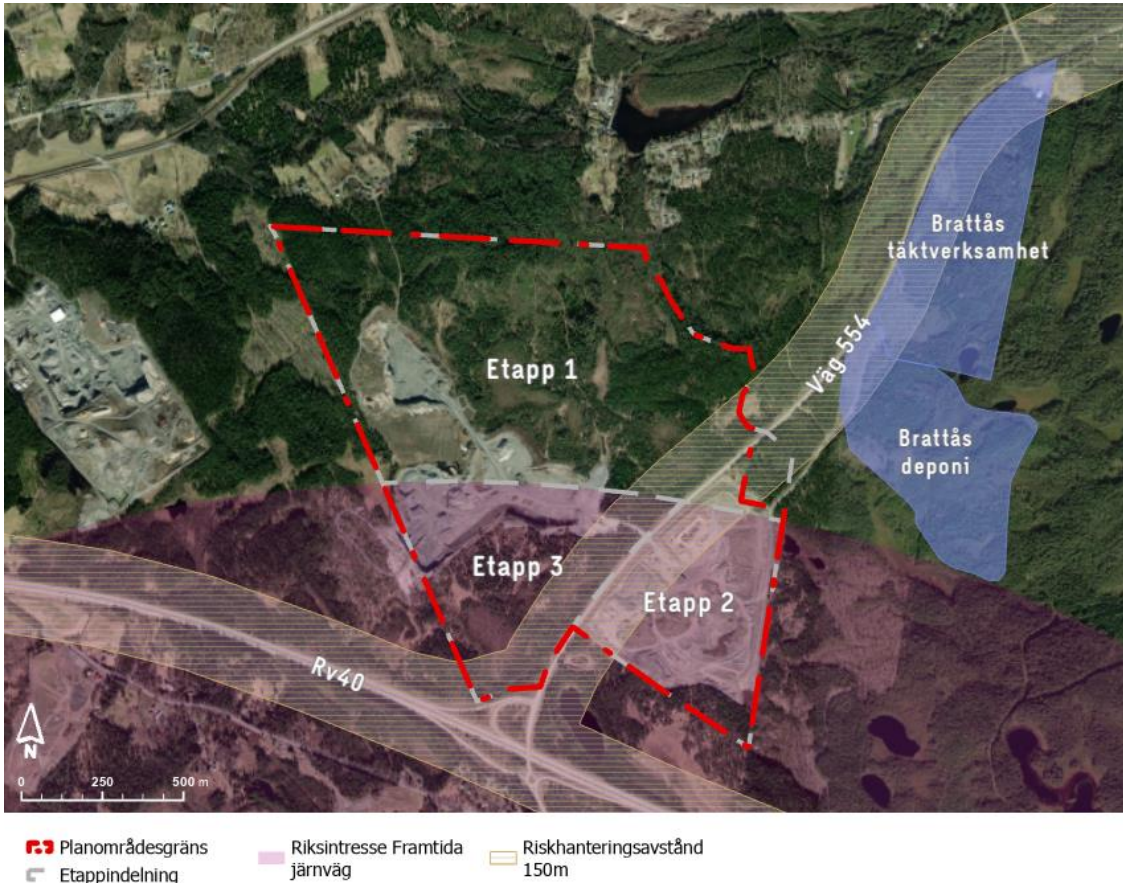 Brattås
täktverksamhet
Väg 554
Etapp 1
Brattås
deponi
Etapp 3
Etapp 2
Rv40
N
0 250 500 m
Planområdesgräns
Etappindelning
Riksintresse Framtida
järnväg
Riskhanteringsavstånd
150m